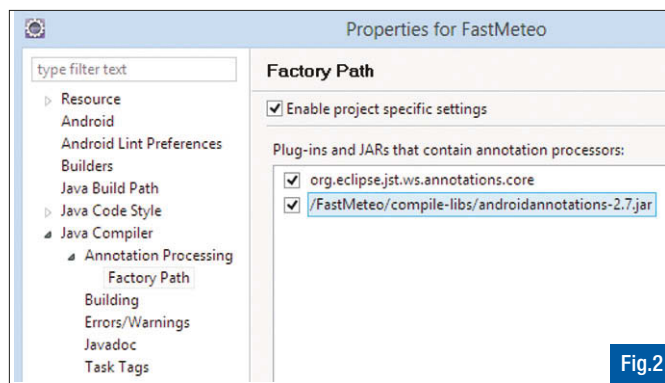 Properties for FastMeteo
type filter text
Resource
Android
Android Lint Preferences
Builders
Java Build Path
Java Code Style
Java Compiler
Annotation Processing
Factory Path
Building
Errors/Warnings
Javadoc
Task Tags
Factory Path
Enable project specific settings
Plug-ins and JARs that contain annotation processors:
org.eclipse.jst.ws.annotations.core
/FastMeteo/compile-libs/androidannotations-2.7.jar
Fig.2